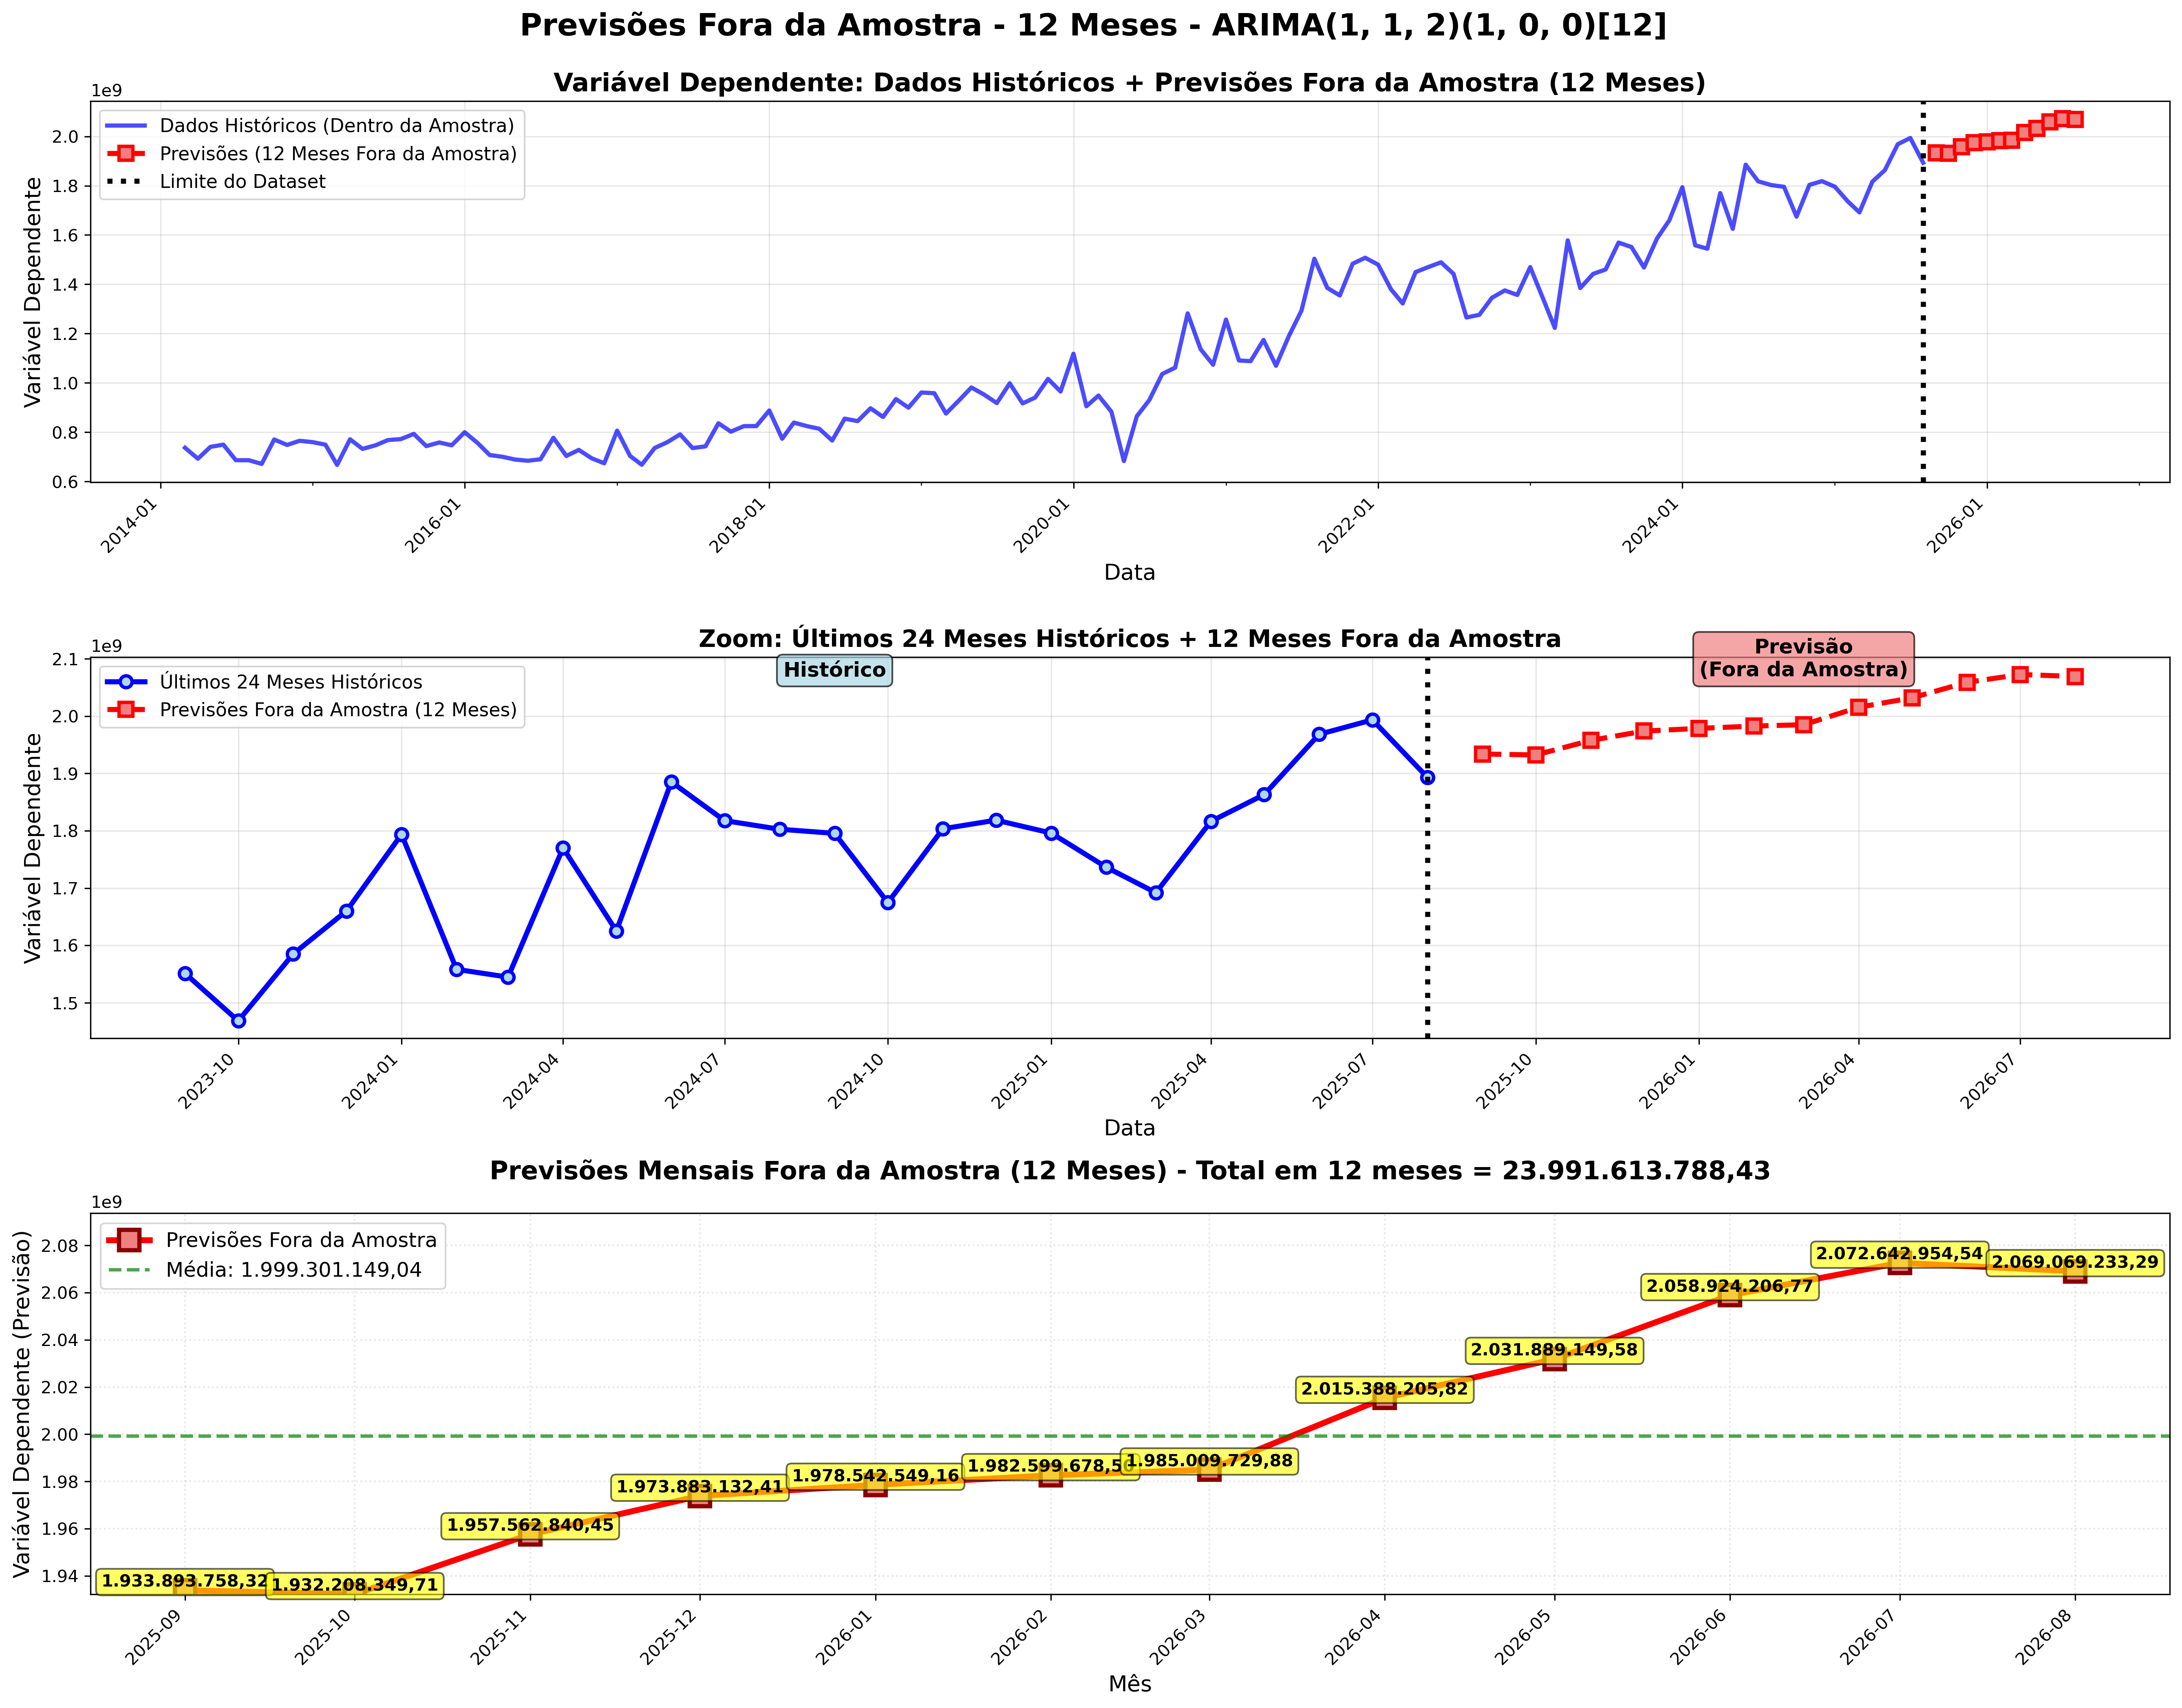 Previsões Fora da Amostra - 12 Meses - ARIMA(1, 1, 2)(1, 0, 0)[12]
Variável Dependente: Dados Históricos + Previsões Fora da Amostra (12 Meses)
1e9
Dados Históricos (Dentro da Amostra)
Previsões (12 Meses Fora da Amostra)
Limite do Dataset
Variável Dependente
2.0
1.8
1.6
1.4
1.2
1.0
0.8
0.6
2014-01
2016-01
2018-01
2020-01
2022-01
2024-01
2026-01
Data
Zoom: Últimos 24 Meses Históricos + 12 Meses Fora da Amostra
1e9
Últimos 24 Meses Históricos
Previsões Fora da Amostra (12 Meses)
Histórico
Previsão
(Fora da Amostra)
Variável Dependente
2.1
2.0
1.9
1.8
1.7
1.6
1.5
2023-10
2024-01
2024-04
2024-07
2024-10
2025-01
2025-04
2025-07
2025-10
2026-01
2026-04
2026-07
Data
Previsões Mensais Fora da Amostra (12 Meses) - Total em 12 meses = 23.991.613.788,43
1e9
Previsões Fora da Amostra
Média: 1.999.301.149,04
Variável Dependente (Previsão)
2.08
2.06
2.04
2.02
2.00
1.98
1.96
1.94
1.933.893.758,32
1.932.208.349,71
1.957.562.840,45
1.973.883.132,41
1.978.542.549,16
1.985.009.729,88
2.015.388.205,82
2.031.889.149,58
2.058.924.206,77
2.072.642.954,54
2.069.069.233,29
2025-09
2025-10
2025-11
2025-12
2026-01
2026-02
2026-03
2026-04
2026-05
2026-06
2026-07
2026-08
Mês